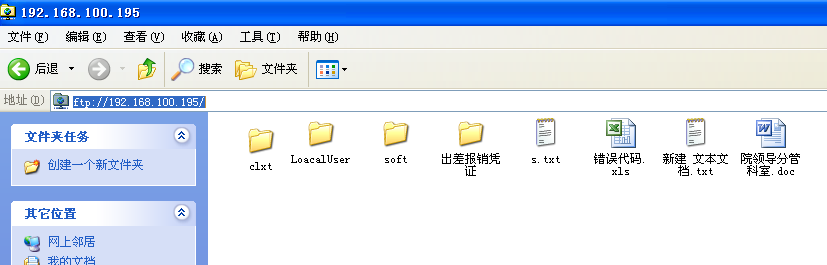 192.168.100.195
文件(F) 编辑(E) 查看(V) 收藏(A) 工具(T) 帮助(H)
后退 搜索 文件夹
地址(D) ftp://192.168.100.195/
文件夹任务
创建一个新文件夹
其它位置
网上邻居
我的文档
clxt
LoacalUser
soft
出差报销凭
证
s.txt
错误代码.
xls
新建 文本文
档.txt
院领导分管
科室.doc